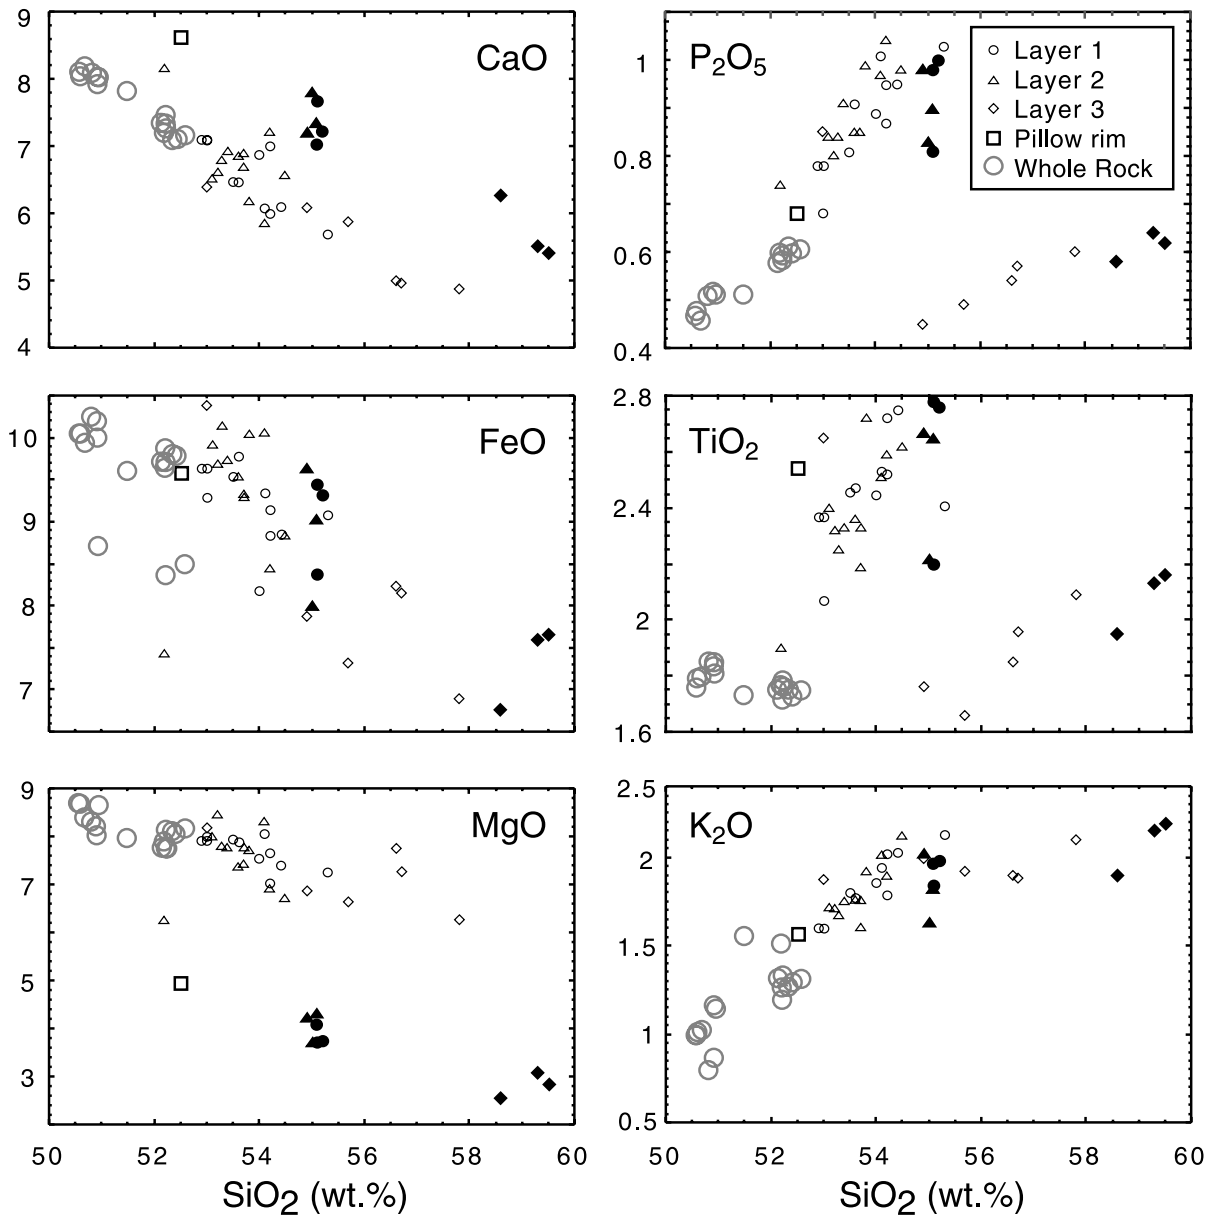 9
8
7
6
5
4
CaO
1
0.8
0.6
0.4
P2O5
Layer 1
Layer 2
Layer 3
Pillow rim
Whole Rock
10
9
8
7
FeO
2.8
2.4
2
1.6
TiO2
9
7
5
3
MgO
2.5
2
1.5
1
0.5
K2O
50 52 54 56 58 60
SiO2 (wt.%)
50 52 54 56 58 60
SiO2 (wt.%)